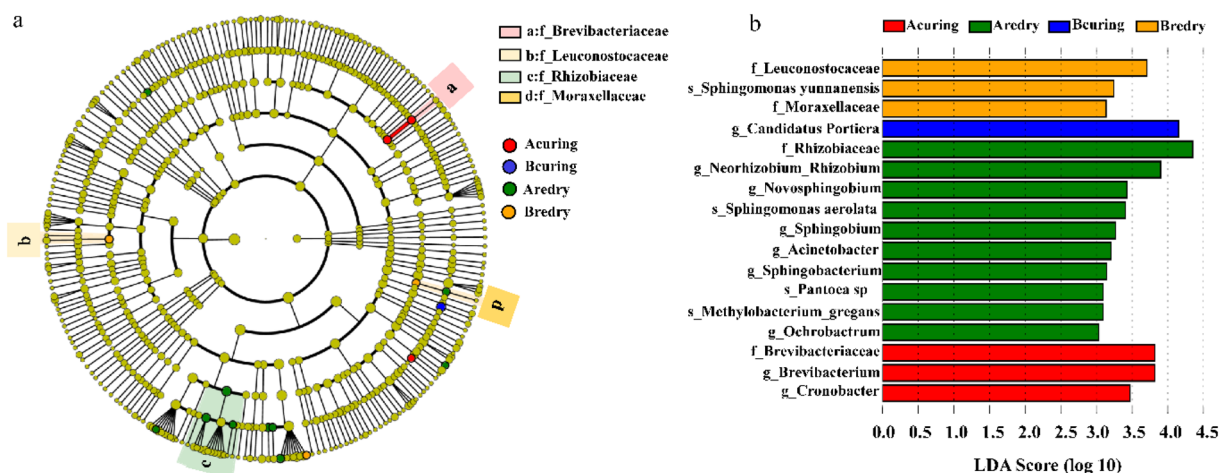 a
a:f_Brevibacteriaceae
b:f_Leuconostocaceae
c:f_Rhizobiaceae
d:f_Moraxellaceae
Acuring
Bcuring
Aredry
Bredry
a
b
c
d
b
Acuring Aredry Bcuring Bredry
f_Leuconostocaceae
s_Sphingomonas yunnanensis
f_Moraxellaceae
g_Candidatus Portiera
f_Rhizobiaceae
g_Neorhizobium_Rhizobium
g_Novosphingobium
s_Sphingomonas aerolata
g_Sphingobium
g_Acinetobacter
g_Sphingobacterium
s_Pantoea sp
s_Methylobacterium_gregans
g_Ochrobactrum
f_Brevibacteriaceae
g_Brevibacterium
g_Cronobacter
0.0 0.5 1.0 1.5 2.0 2.5 3.0 3.5 4.0 4.5
LDA Score (log 10)